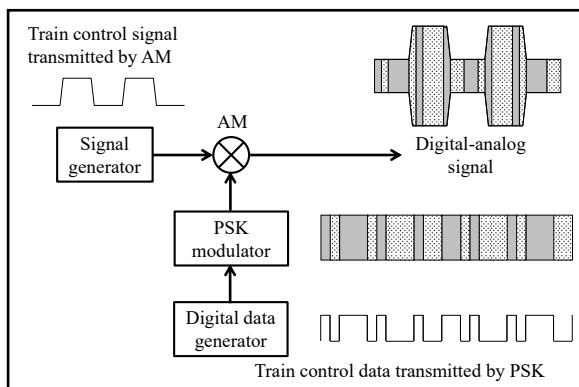 Train control signal
transmitted by AM
AM
Signal
generator
Digital-analog
signal
PSK
modulator
Digital data
generator
Train control data transmitted by PSK